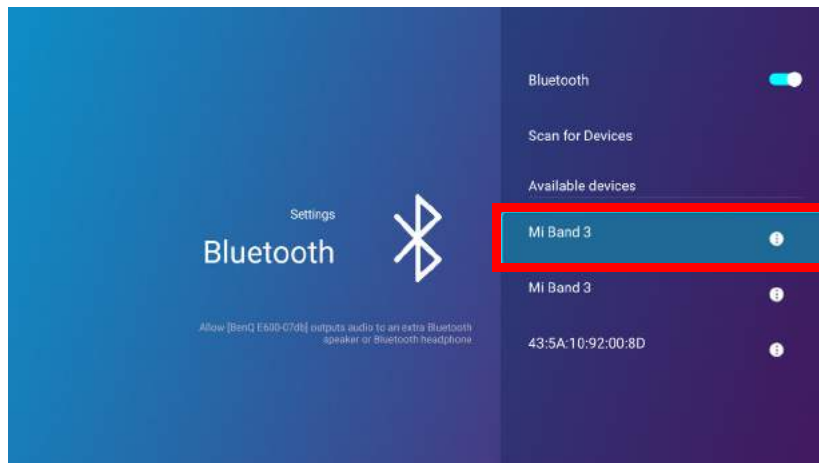 Settings
Bluetooth
Allow [BenQ E600-07db] outputs audio to an extra Bluetooth
speaker or Bluetooth headphone
Bluetooth
Scan for Devices
Available devices
Mi Band 3
Mi Band 3
43:5A:10:92:00:8D